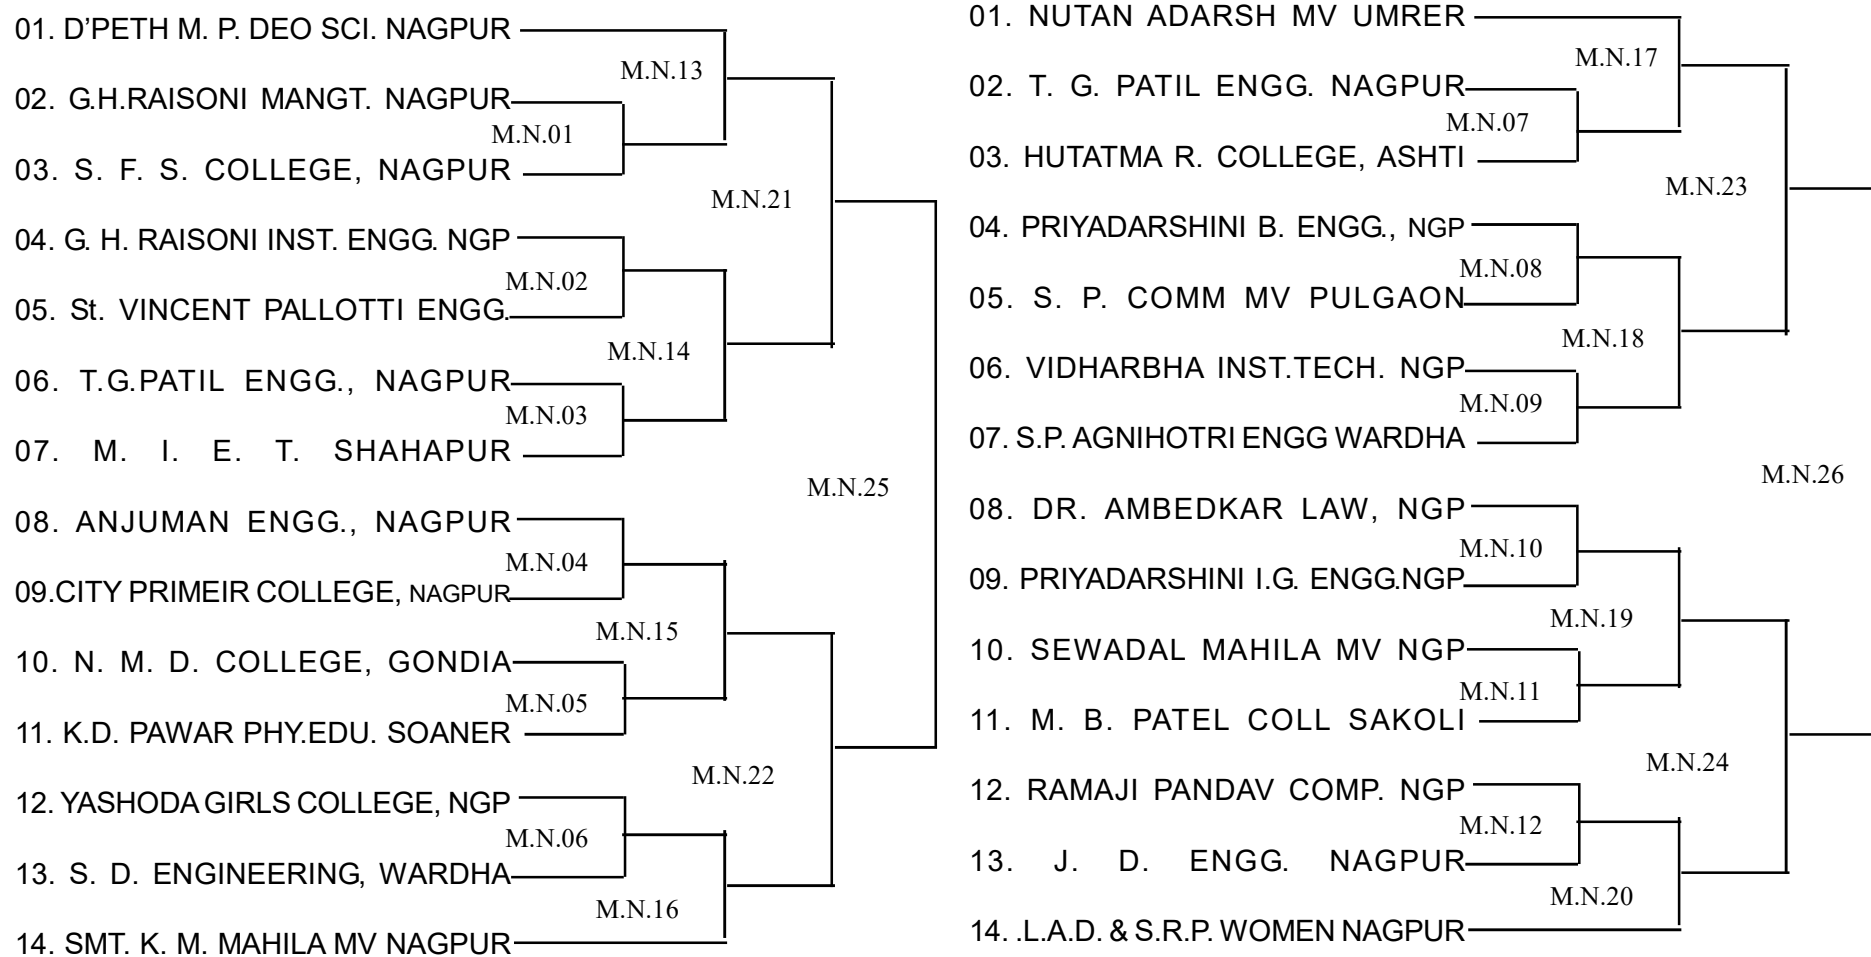 01. D'PETH M. P. DEO SCI. NAGPUR
M.N.13
02. G.H.RAISONI MANGT. NAGPUR
M.N.01
03. S. F. S. COLLEGE, NAGPUR
M.N.21
04. G. H. RAISONI INST. ENGG. NGP
M.N.02
05. St. VINCENT PALLOTTI ENGG.
M.N.14
06. T.G.PATIL ENGG., NAGPUR
M.N.03
07. M. I. E. T. SHAHAPUR
M.N.25
08. ANJUMAN ENGG., NAGPUR
M.N.04
09.CITY PRIMEIR COLLEGE, NAGPUR
M.N.15
10. N. M. D. COLLEGE, GONDIA
M.N.05
11. K.D. PAWAR PHY.EDU. SOANER
M.N.22
12. YASHODA GIRLS COLLEGE, NGP
M.N.06
13. S. D. ENGINEERING, WARDHA
M.N.16
14. SMT. K. M. MAHILA MV NAGPUR
01. NUTAN ADARSH MV UMRER
M.N.17
02. T. G. PATIL ENGG. NAGPUR
M.N.07
03. HUTATMA R. COLLEGE, ASHTI
M.N.23
04. PRIYADARSHINI B. ENGG., NGP
M.N.08
05. S. P. COMM MV PULGAON
M.N.18
06. VIDHARBHA INST.TECH. NGP
M.N.09
07. S.P. AGNIHOTRI ENGG WARDHA
M.N.26
08. DR. AMBEDKAR LAW, NGP
M.N.10
09. PRIYADARSHINI I.G. ENGG.NGP
M.N.19
10. SEWADAL MAHILA MV NGP
M.N.11
11. M. B. PATEL COLL SAKOLI
M.N.24
12. RAMAJI PANDAV COMP. NGP
M.N.12
13. J. D. ENGG. NAGPUR
M.N.20
14. .L.A.D. & S.R.P. WOMEN NAGPUR